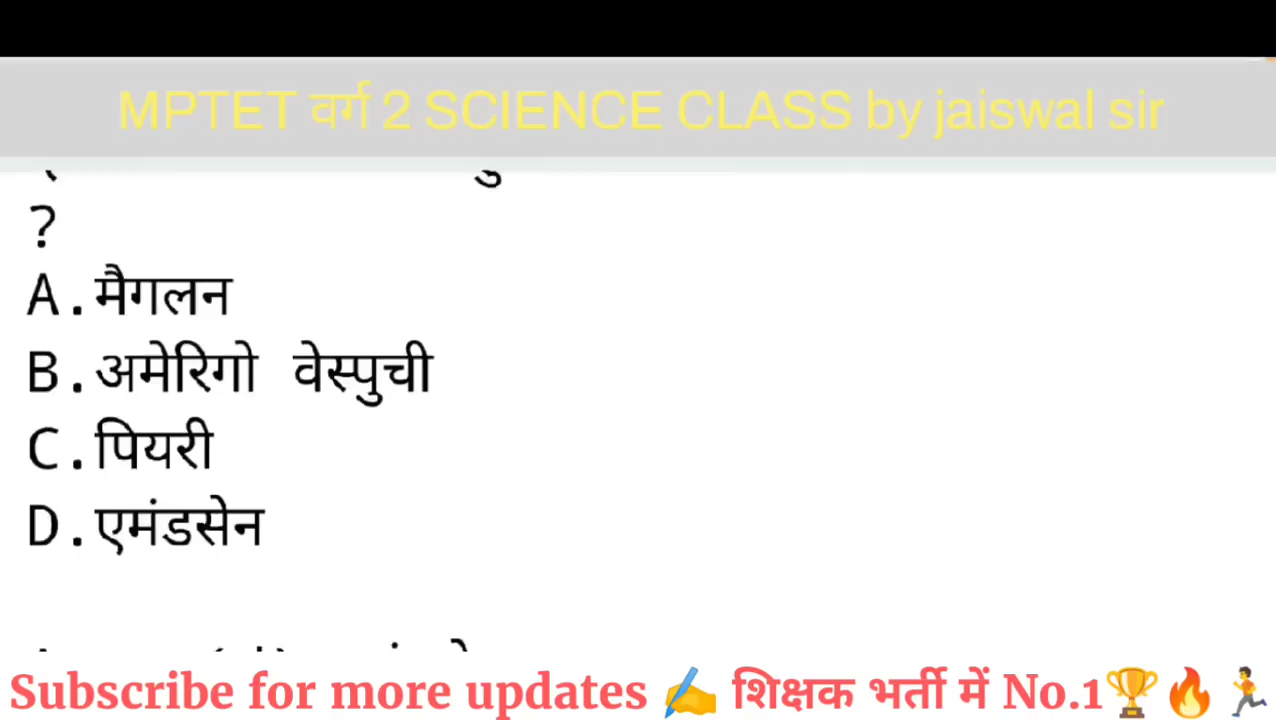 MPTET वर्ग 2 SCIENCE CLASS by jaiswal sir
?
A.मैगलन
B.अमेरिगो वेस्पुची
C.पियरी
D.एमंडसेन
Subscribe for more updates ✍️ शिक्षक भर्ती में No.1🏆🔥🏃